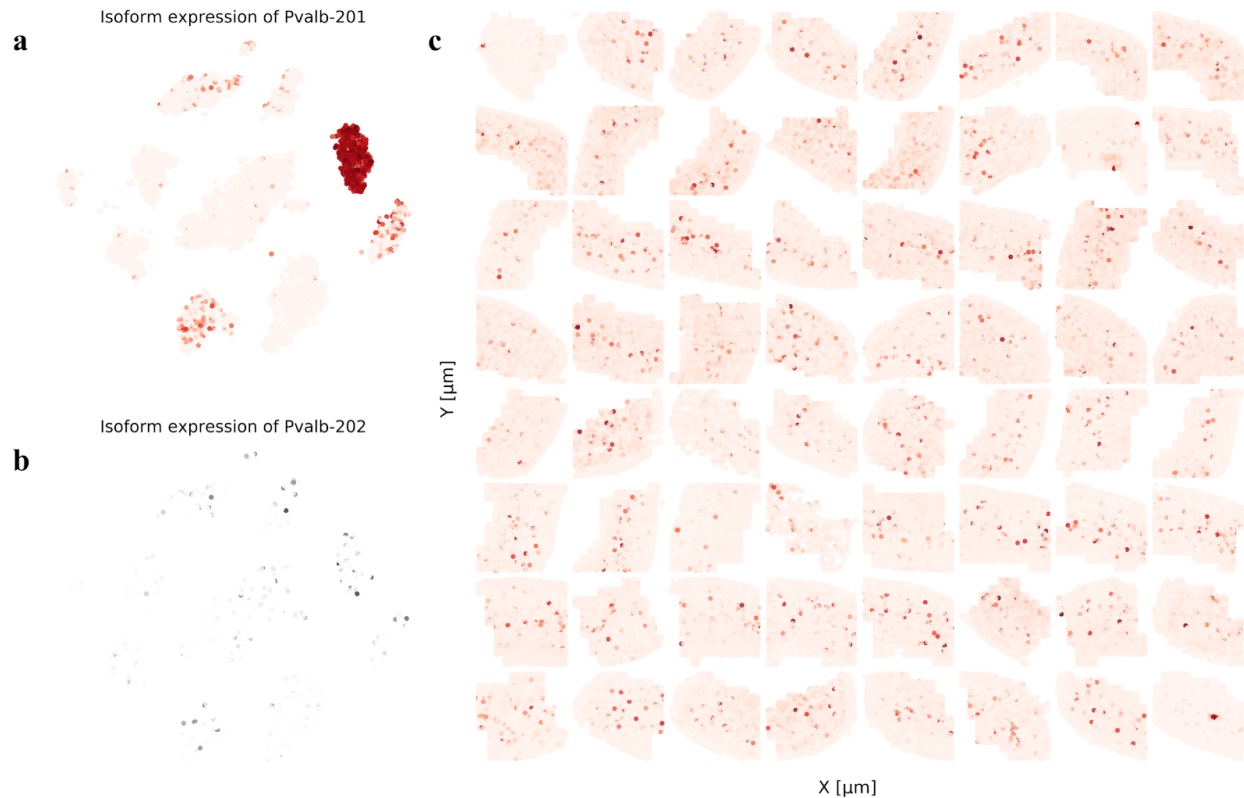 Isoform expression of Pvalb-201
a
c
Isoform expression of Pvalb-202
b
Y [µm]
X [µm]